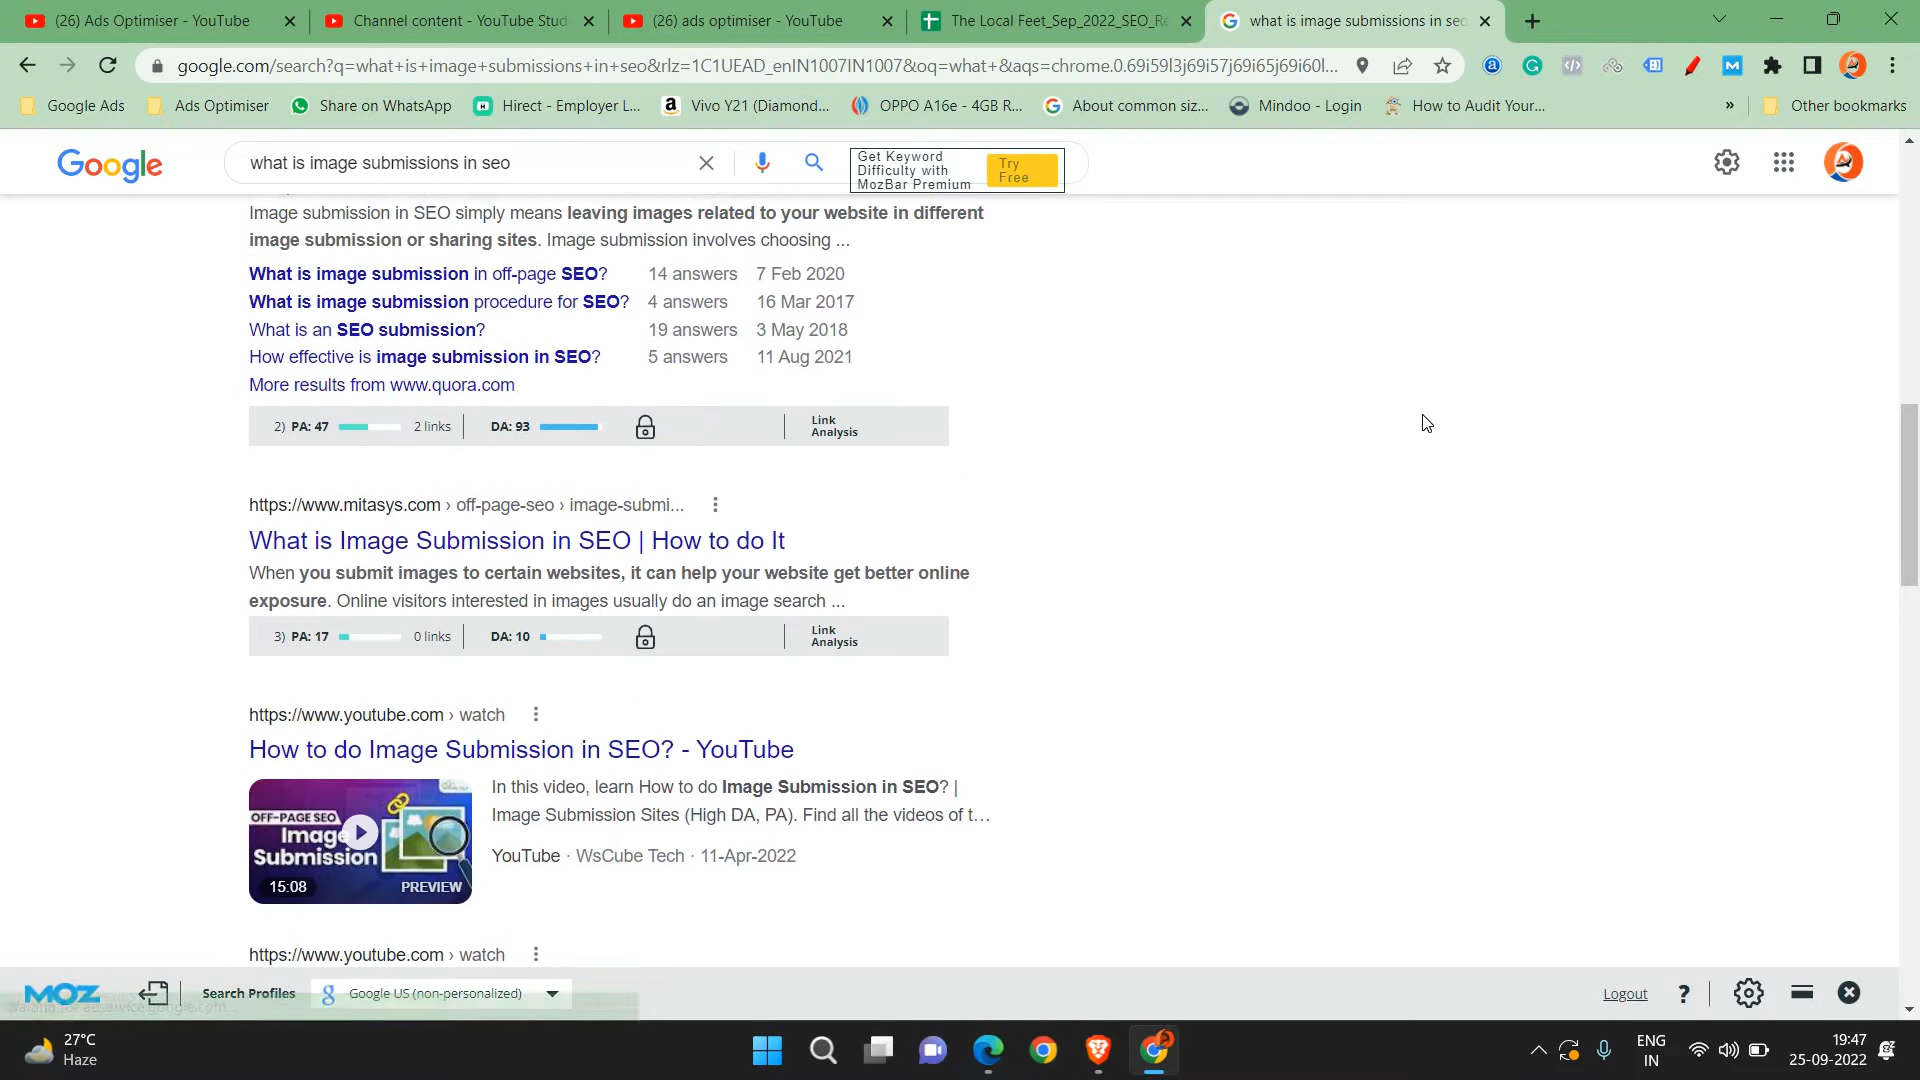 (26) Ads Optimiser - YouTube
Channel content - YouTube Stud
(26) ads optimiser - YouTube
The Local Feet_Sep_2022_SEO_Re
what is image submissions in seo
google.com/search?q=what+is+image+submissions+in+seo&rlz=1C1UEAD_enIN1007IN1007&oq=what+&aqs=chrome.0.69i59l3j69i57j69i65j69i60l...
Google Ads
Ads Optimiser
Share on WhatsApp
Hirect - Employer L...
Vivo Y21 (Diamond...
OPPO A16e - 4GB R...
About common siz...
Mindoo - Login
How to Audit Your...
»
Other bookmarks
Google
what is image submissions in seo
Get Keyword
Difficulty with
MozBar Premium
Try
Free
Image submission in SEO simply means leaving images related to your website in different
image submission or sharing sites. Image submission involves choosing ...
What is image submission in off-page SEO? 14 answers 7 Feb 2020
What is image submission procedure for SEO? 4 answers 16 Mar 2017
What is an SEO submission? 19 answers 3 May 2018
How effective is image submission in SEO? 5 answers 11 Aug 2021
More results from www.quora.com
2) PA: 47 2 links DA: 93
Link
Analysis
https://www.mitasys.com › off-page-seo › image-submi...
What is Image Submission in SEO | How to do It
When you submit images to certain websites, it can help your website get better online
exposure. Online visitors interested in images usually do an image search ...
3) PA: 17 0 links DA: 10
Link
Analysis
https://www.youtube.com › watch
How to do Image Submission in SEO? - YouTube
OFF-PAGE SEO
Image
Submission
15:08
PREVIEW
In this video, learn How to do Image Submission in SEO? |
Image Submission Sites (High DA, PA). Find all the videos of t...
YouTube · WsCube Tech · 11-Apr-2022
https://www.youtube.com › watch
MOZ
Search Profiles
Google US (non-personalized)
Logout
?
27°C
Haze
ENG
IN
19:47
25-09-2022